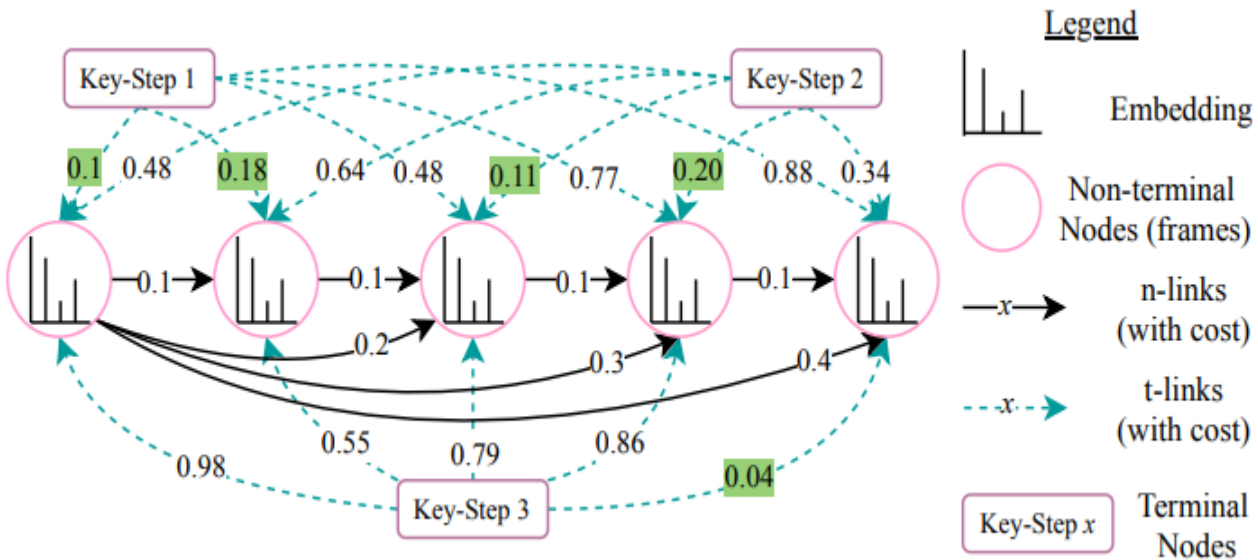 Key-Step 1
Key-Step 2
0.1
0.48
0.18
0.64
0.48
0.11
0.77
0.20
0.88
0.34
0.1
0.1
0.1
0.1
0.2
0.3
0.4
0.98
0.55
0.79
0.86
0.04
Key-Step 3
Legend
Embedding
Non-terminal
Nodes (frames)
x
n-links
(with cost)
x
t-links
(with cost)
Key-Step x
Terminal
Nodes